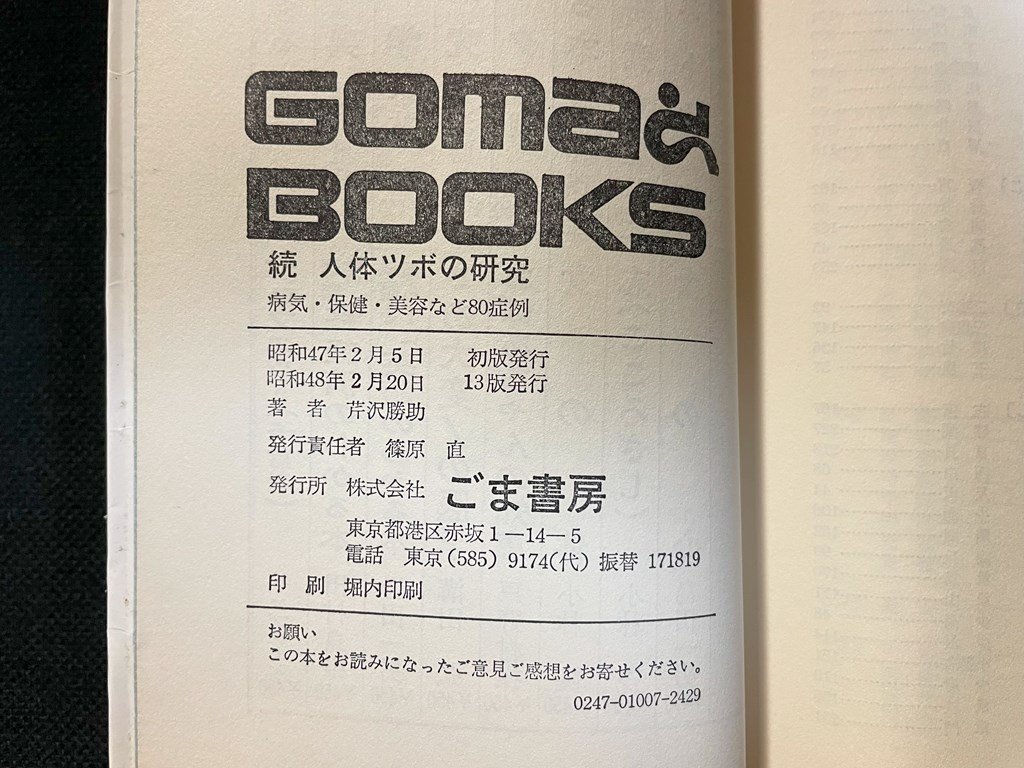 GOMA
BOOKS
続 人体ツボの研究
病気・保健・美容など80症例
昭和47年2月5日 初版発行
昭和48年2月20日 13版発行
著 者 芹沢勝助
発行責任者 篠原 直
発行所 株式会社 ごま書房
東京都港区赤坂1—14—5
電話 東京(585) 9174(代) 振替 171819
印 刷 堀内印刷
お願い
この本をお読みになったご意見ご感想をお寄せください。
0247-01007-2429